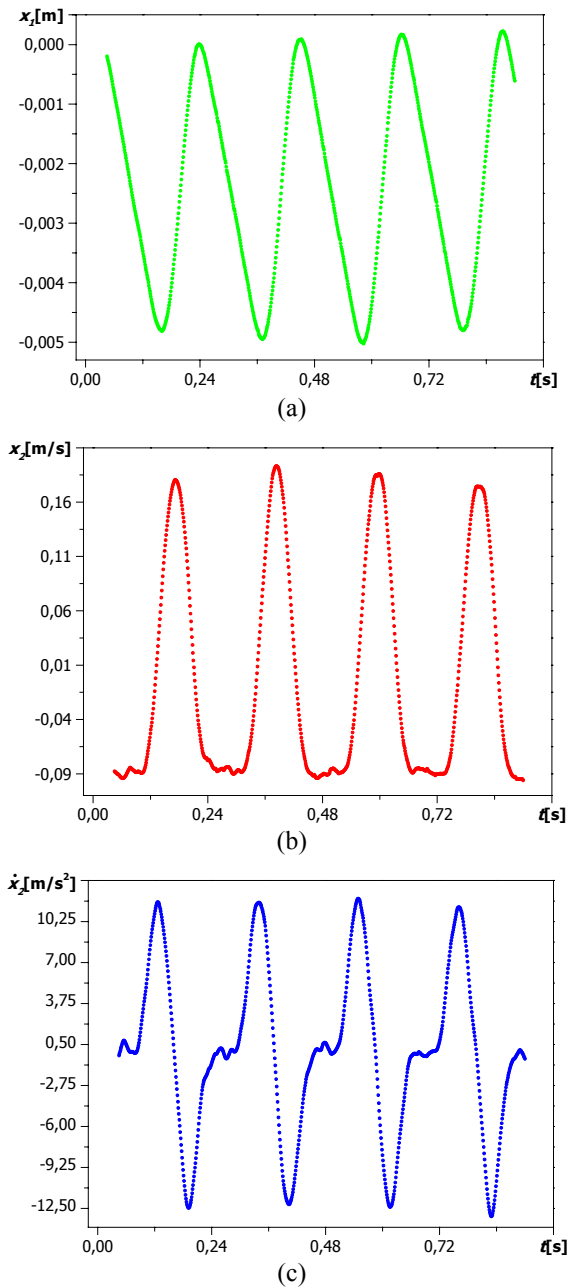 x₁[m]
0,000
-0,001
-0,002
-0,003
-0,004
-0,005
0,00 0,24 0,48 0,72 t[s]
(a)
x₂[m/s]
0,16
0,11
0,06
0,01
-0,04
-0,09
0,00 0,24 0,48 0,72 t[s]
(b)
ẋ₂[m/s²]
10,25
7,00
3,75
0,50
-2,75
-6,00
-9,25
-12,50
0,00 0,24 0,48 0,72 t[s]
(c)